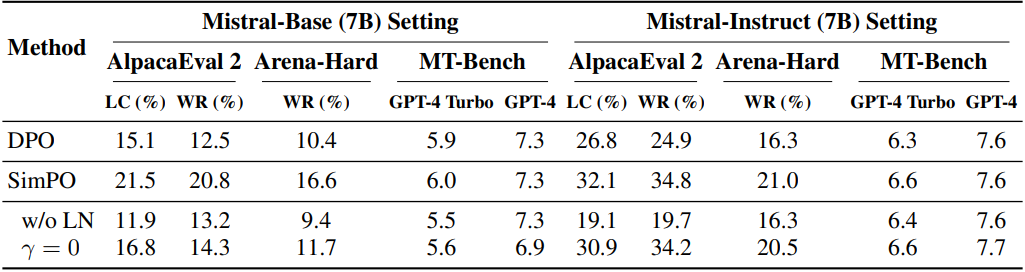 Mistral-Base (7B) Setting Mistral-Instruct (7B) Setting
Method
AlpacaEval 2 Arena-Hard MT-Bench AlpacaEval 2 Arena-Hard MT-Bench
LC (%) WR (%) WR (%) GPT-4 Turbo GPT-4 LC (%) WR (%) WR (%) GPT-4 Turbo GPT-4
DPO 15.1 12.5 10.4 5.9 7.3 26.8 24.9 16.3 6.3 7.6
SimPO 21.5 20.8 16.6 6.0 7.3 32.1 34.8 21.0 6.6 7.6
w/o LN 11.9 13.2 9.4 5.5 7.3 19.1 19.7 16.3 6.4 7.6
γ = 0 16.8 14.3 11.7 5.6 6.9 30.9 34.2 20.5 6.6 7.7